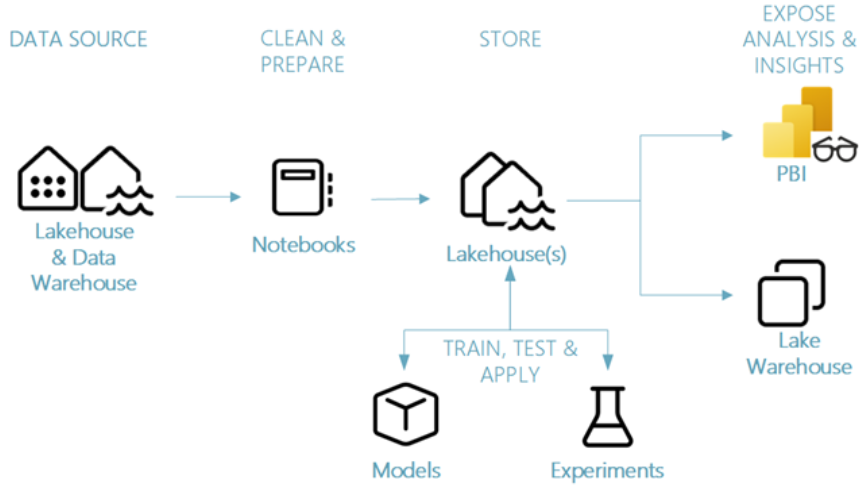 DATA SOURCE
CLEAN &
PREPARE
STORE
EXPOSE
ANALYSIS &
INSIGHTS
Lakehouse
& Data
Warehouse
Notebooks
Lakehouse(s)
PBI
Lake
Warehouse
TRAIN, TEST &
APPLY
Models
Experiments